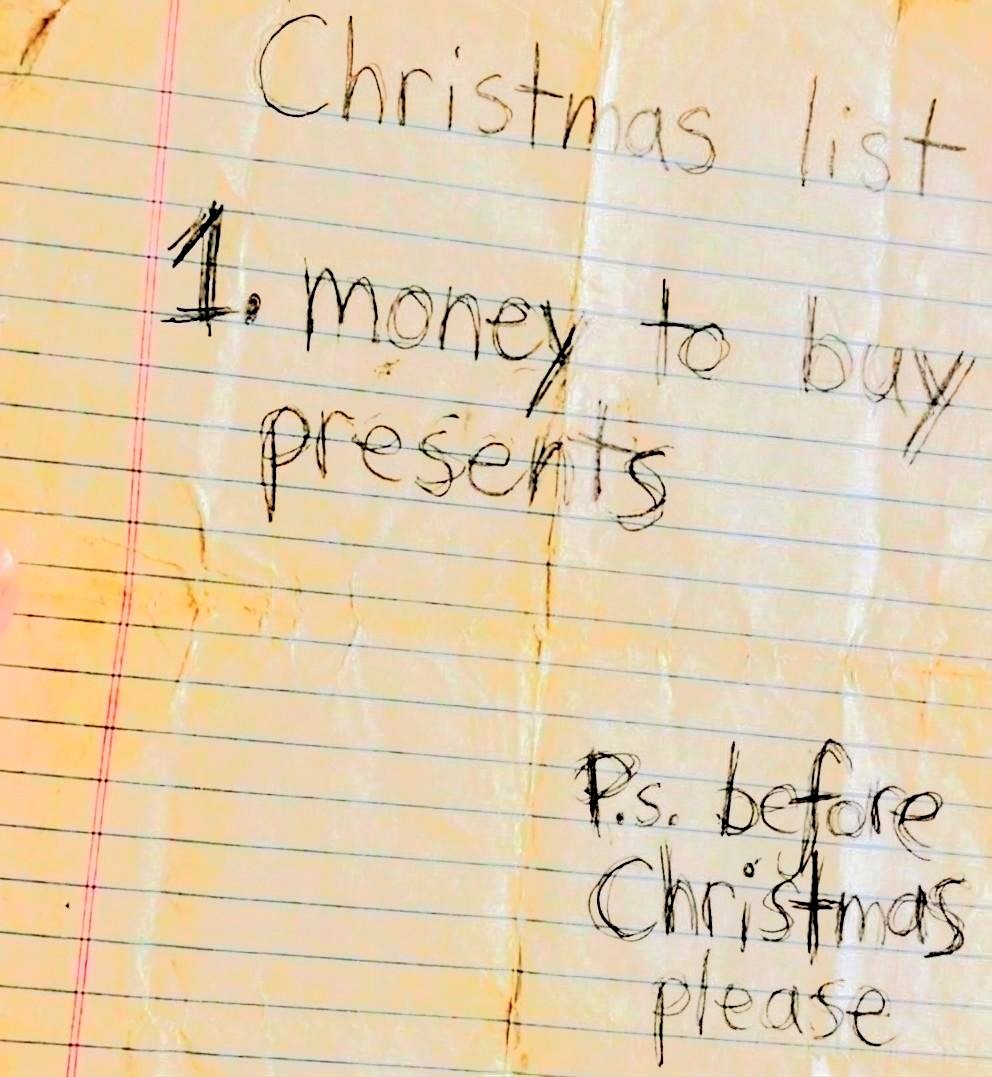 Christmas list
1. money to buy
presents
P.s. before
Christmas
please